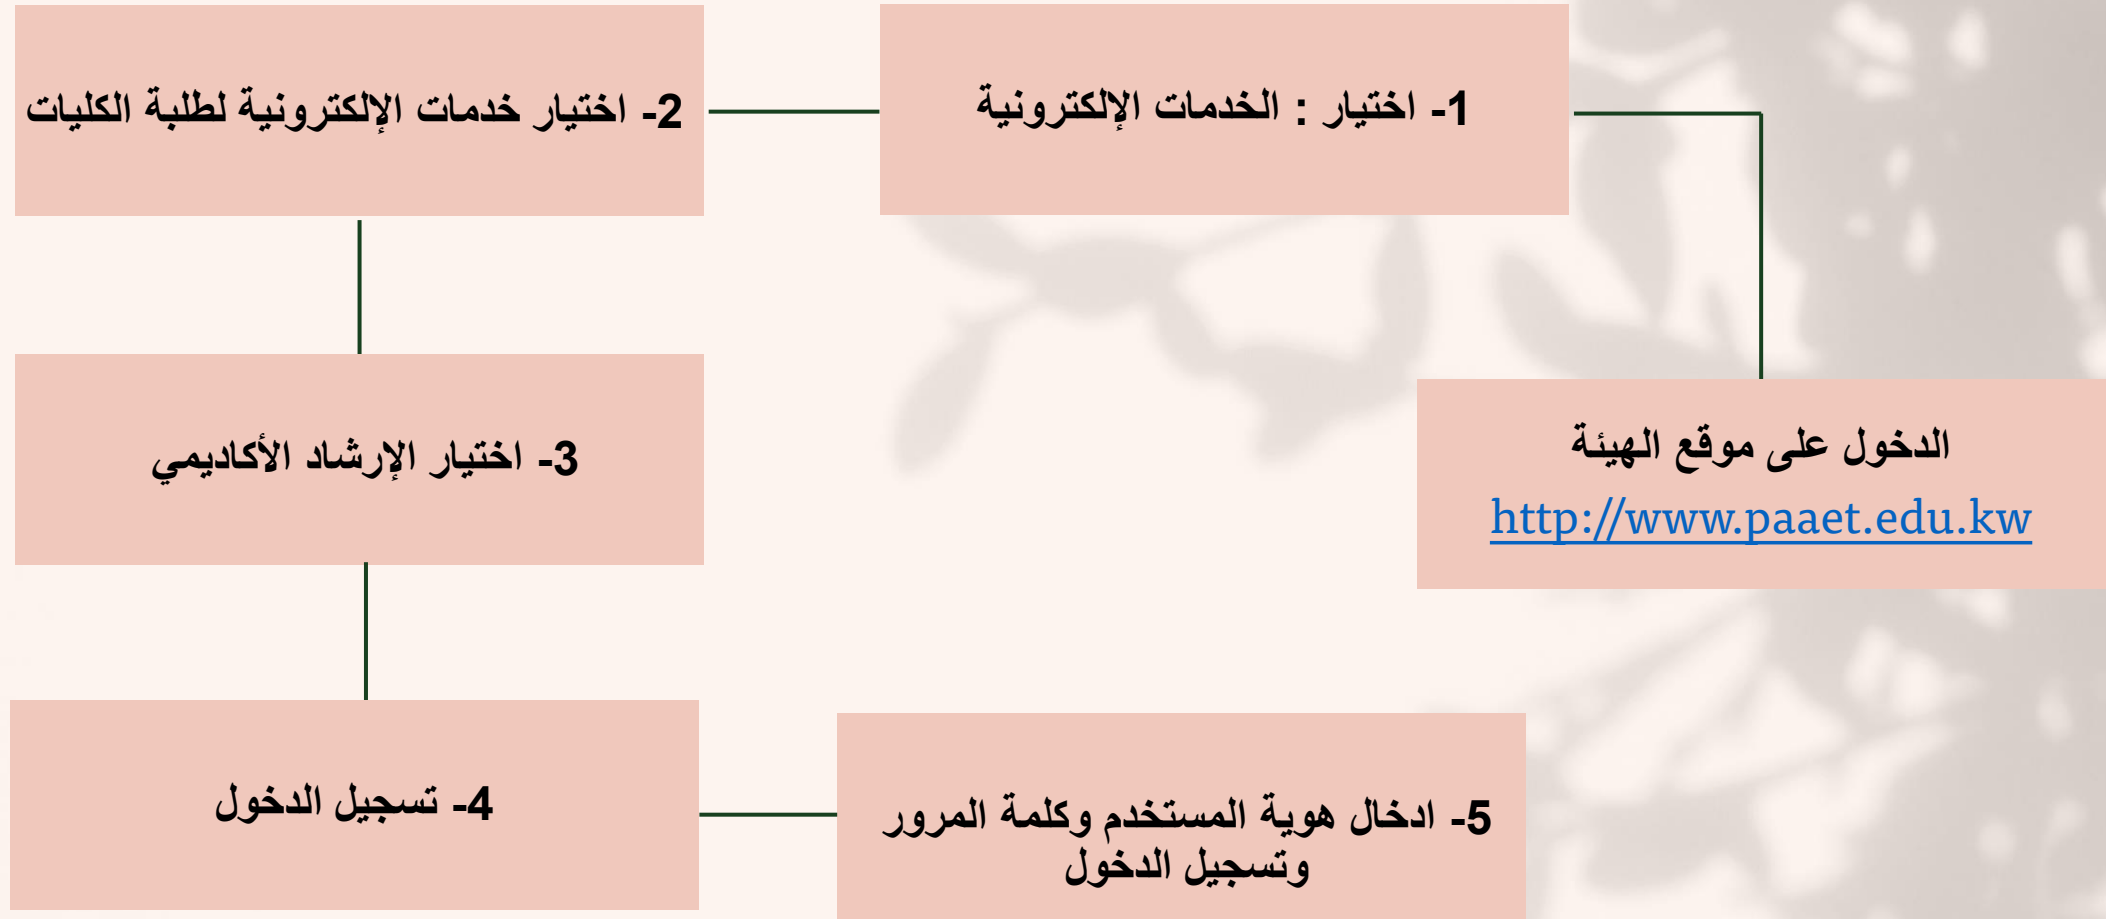 الدخول على موقع الهيئة
http://www.paaet.edu.kw
1- اختيار : الخدمات الإلكترونية
2- اختيار خدمات الإلكترونية لطلبة الكليات
3- اختيار الإرشاد الأكاديمي
4- تسجيل الدخول
5- ادخال هوية المستخدم وكلمة المرور
وتسجيل الدخول